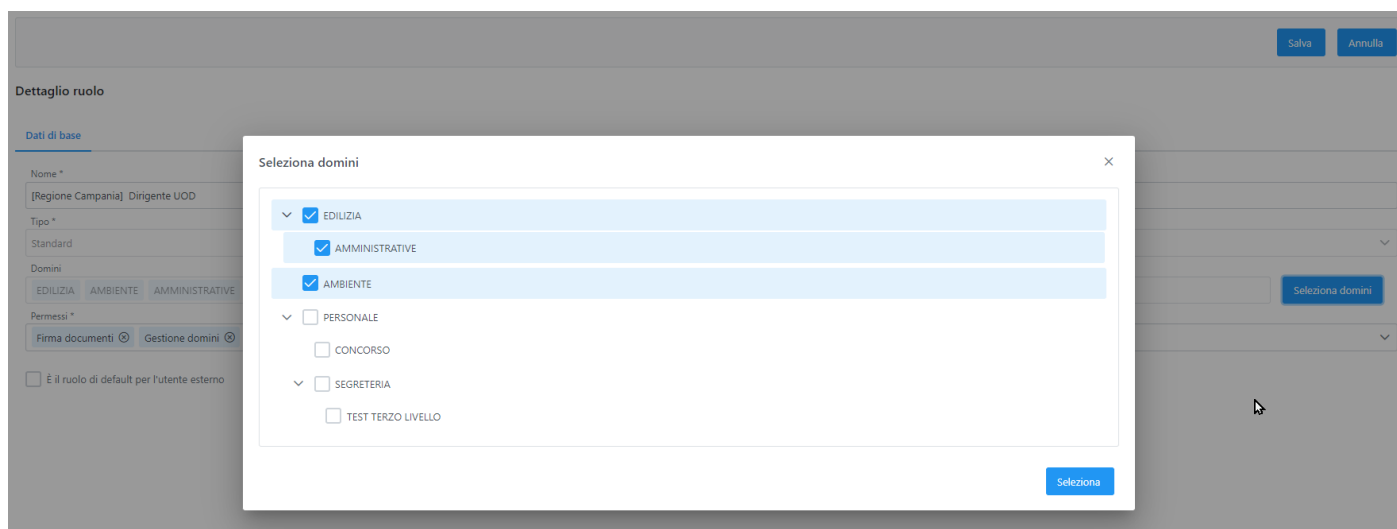 Salva Annulla
Dettaglio ruolo
Dati di base
Seleziona domini
Nome *
[Regione Campania] Dirigente UOD
Tipo *
Standard
Domini
EDILIZIA AMBIENTE AMMINISTRATIVE
Seleziona domini
Permessi *
Firma documenti Gestione domini
È il ruolo di default per l'utente esterno
EDILIZIA
AMMINISTRATIVE
AMBIENTE
PERSONALE
CONCORSO
SEGRETERIA
TEST TERZO LIVELLO
Seleziona